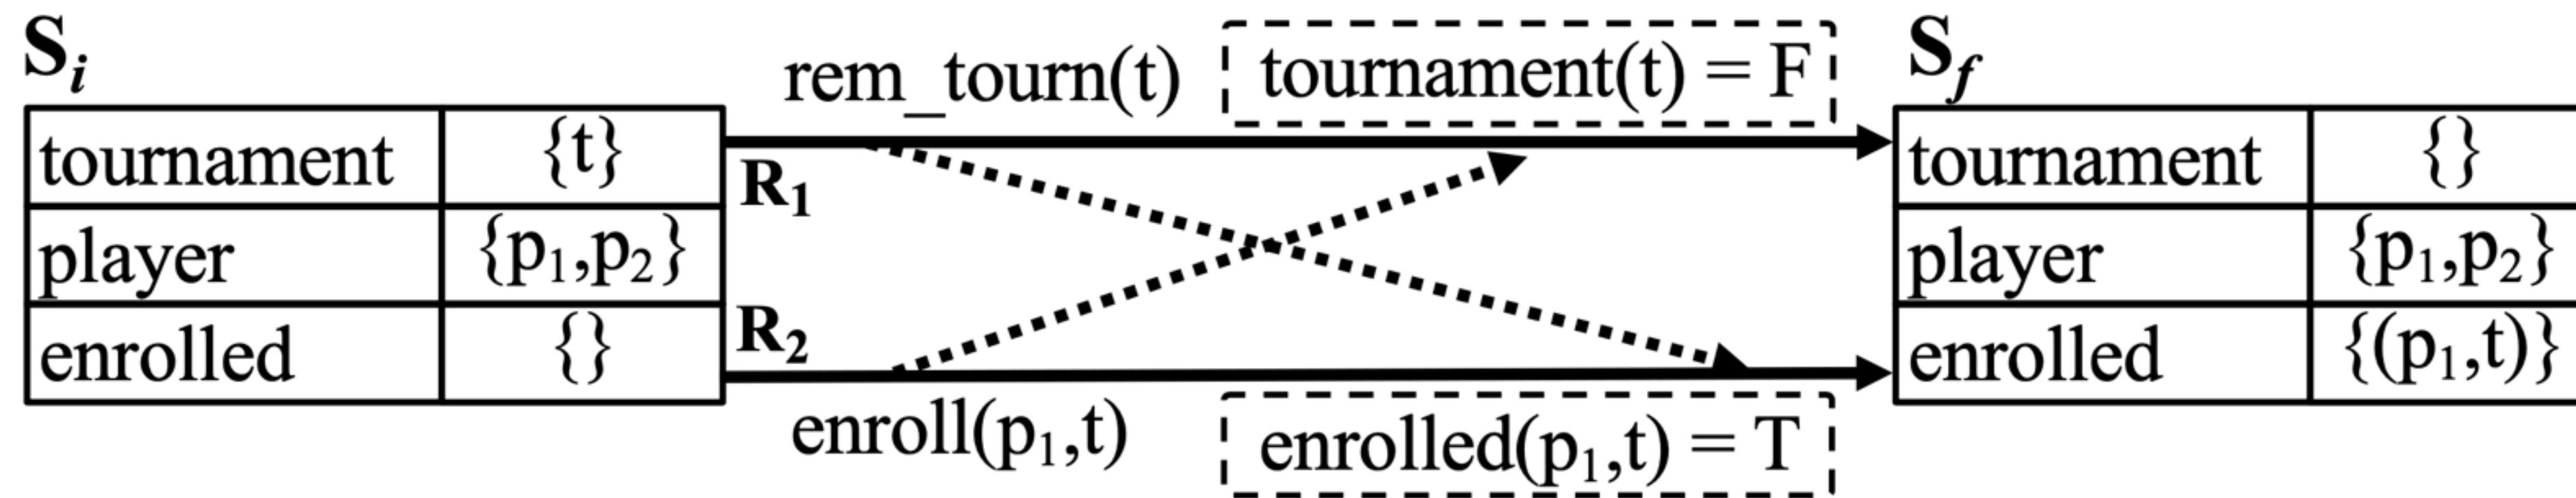 S_i
tournament {t}
player {p₁,p₂}
enrolled {}
rem_tourn(t) tournament(t) = F
R₁
R₂
enroll(p₁,t) enrolled(p₁,t) = T
S_f
tournament {}
player {p₁,p₂}
enrolled {(p₁,t)}